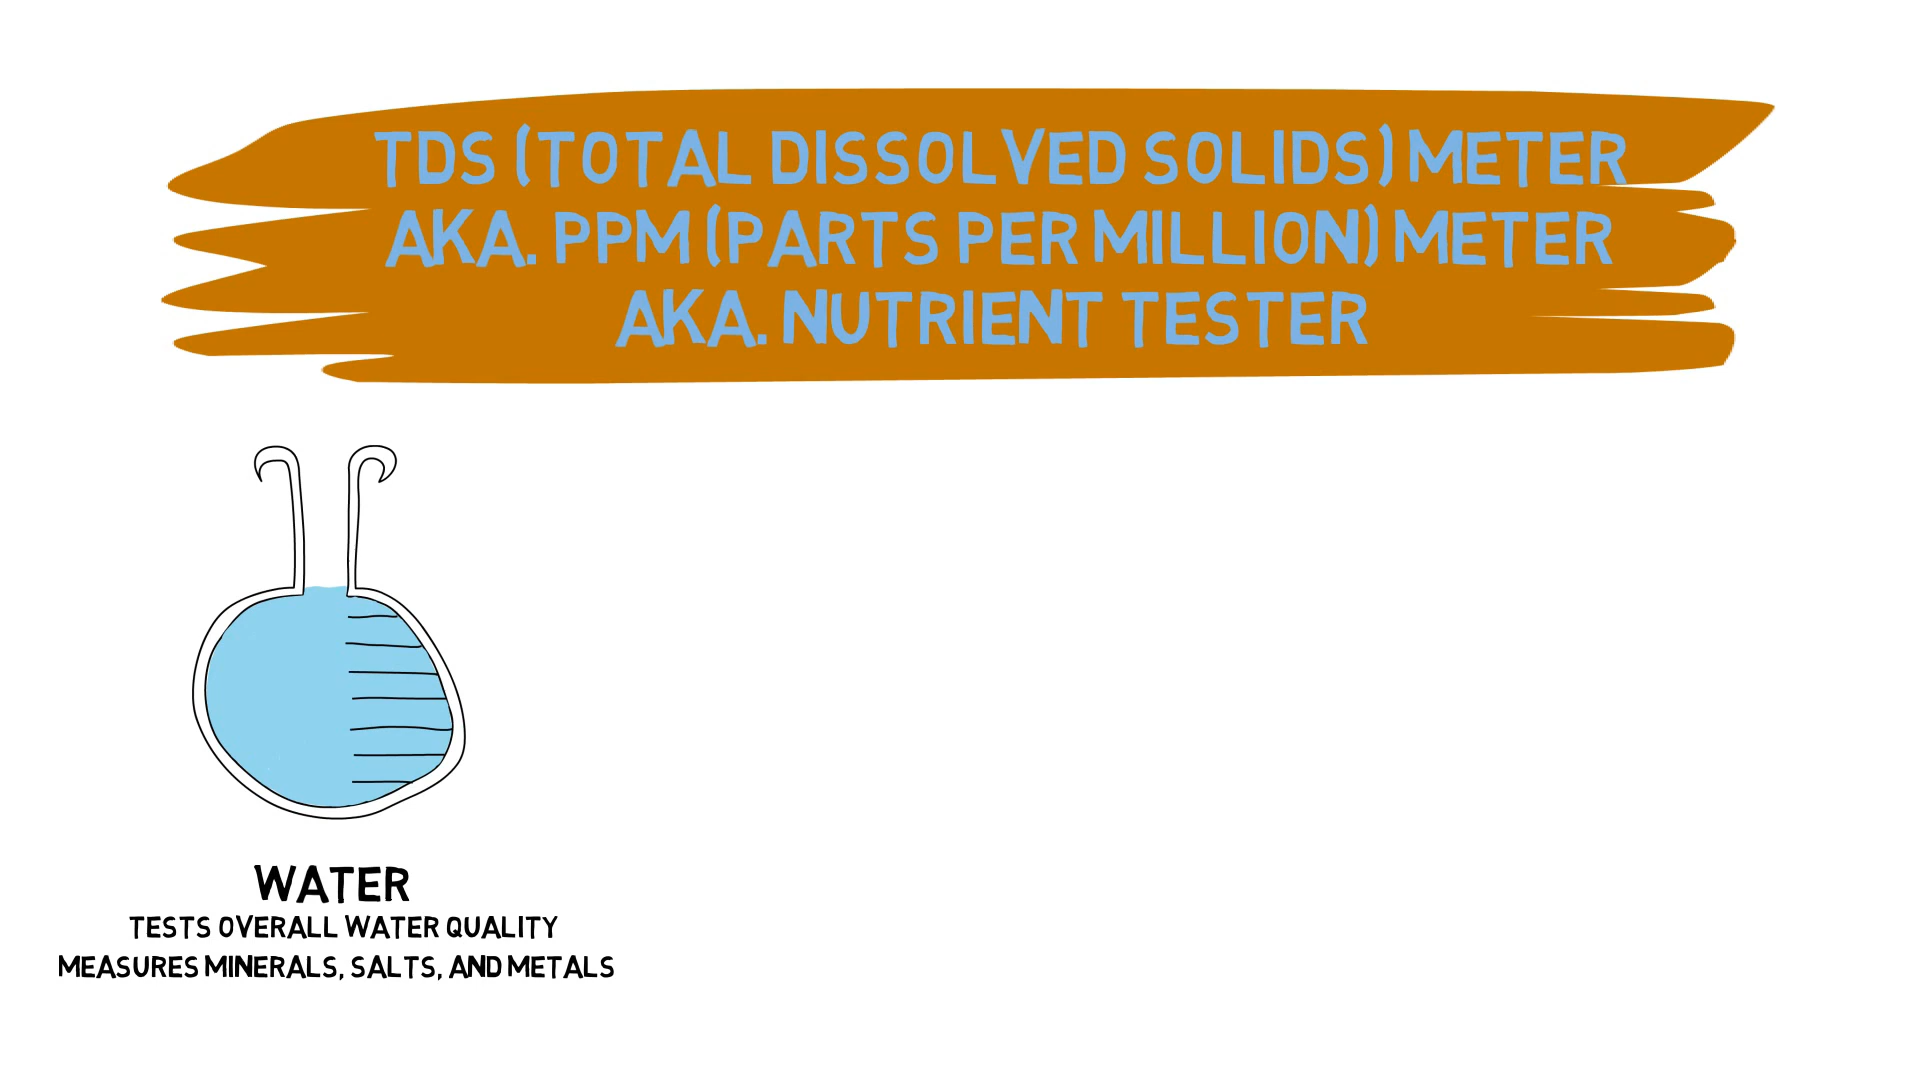 TDS (TOTAL DISSOLVED SOLIDS) METER
AKA. PPM (PARTS PER MILLION) METER
AKA. NUTRIENT TESTER
WATER
TESTS OVERALL WATER QUALITY
MEASURES MINERALS, SALTS, AND METALS